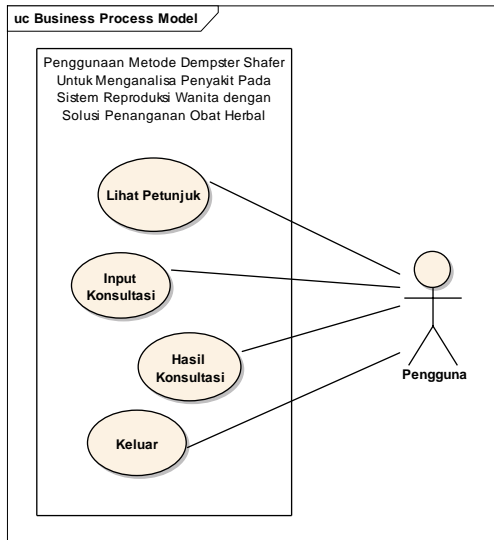 uc Business Process Model
Penggunaan Metode Dempster Shafer
Untuk Menganalisa Penyakit Pada
Sistem Reproduksi Wanita dengan
Solusi Penanganan Obat Herbal
Lihat Petunjuk
Input
Konsultasi
Hasil
Konsultasi
Pengguna
Keluar